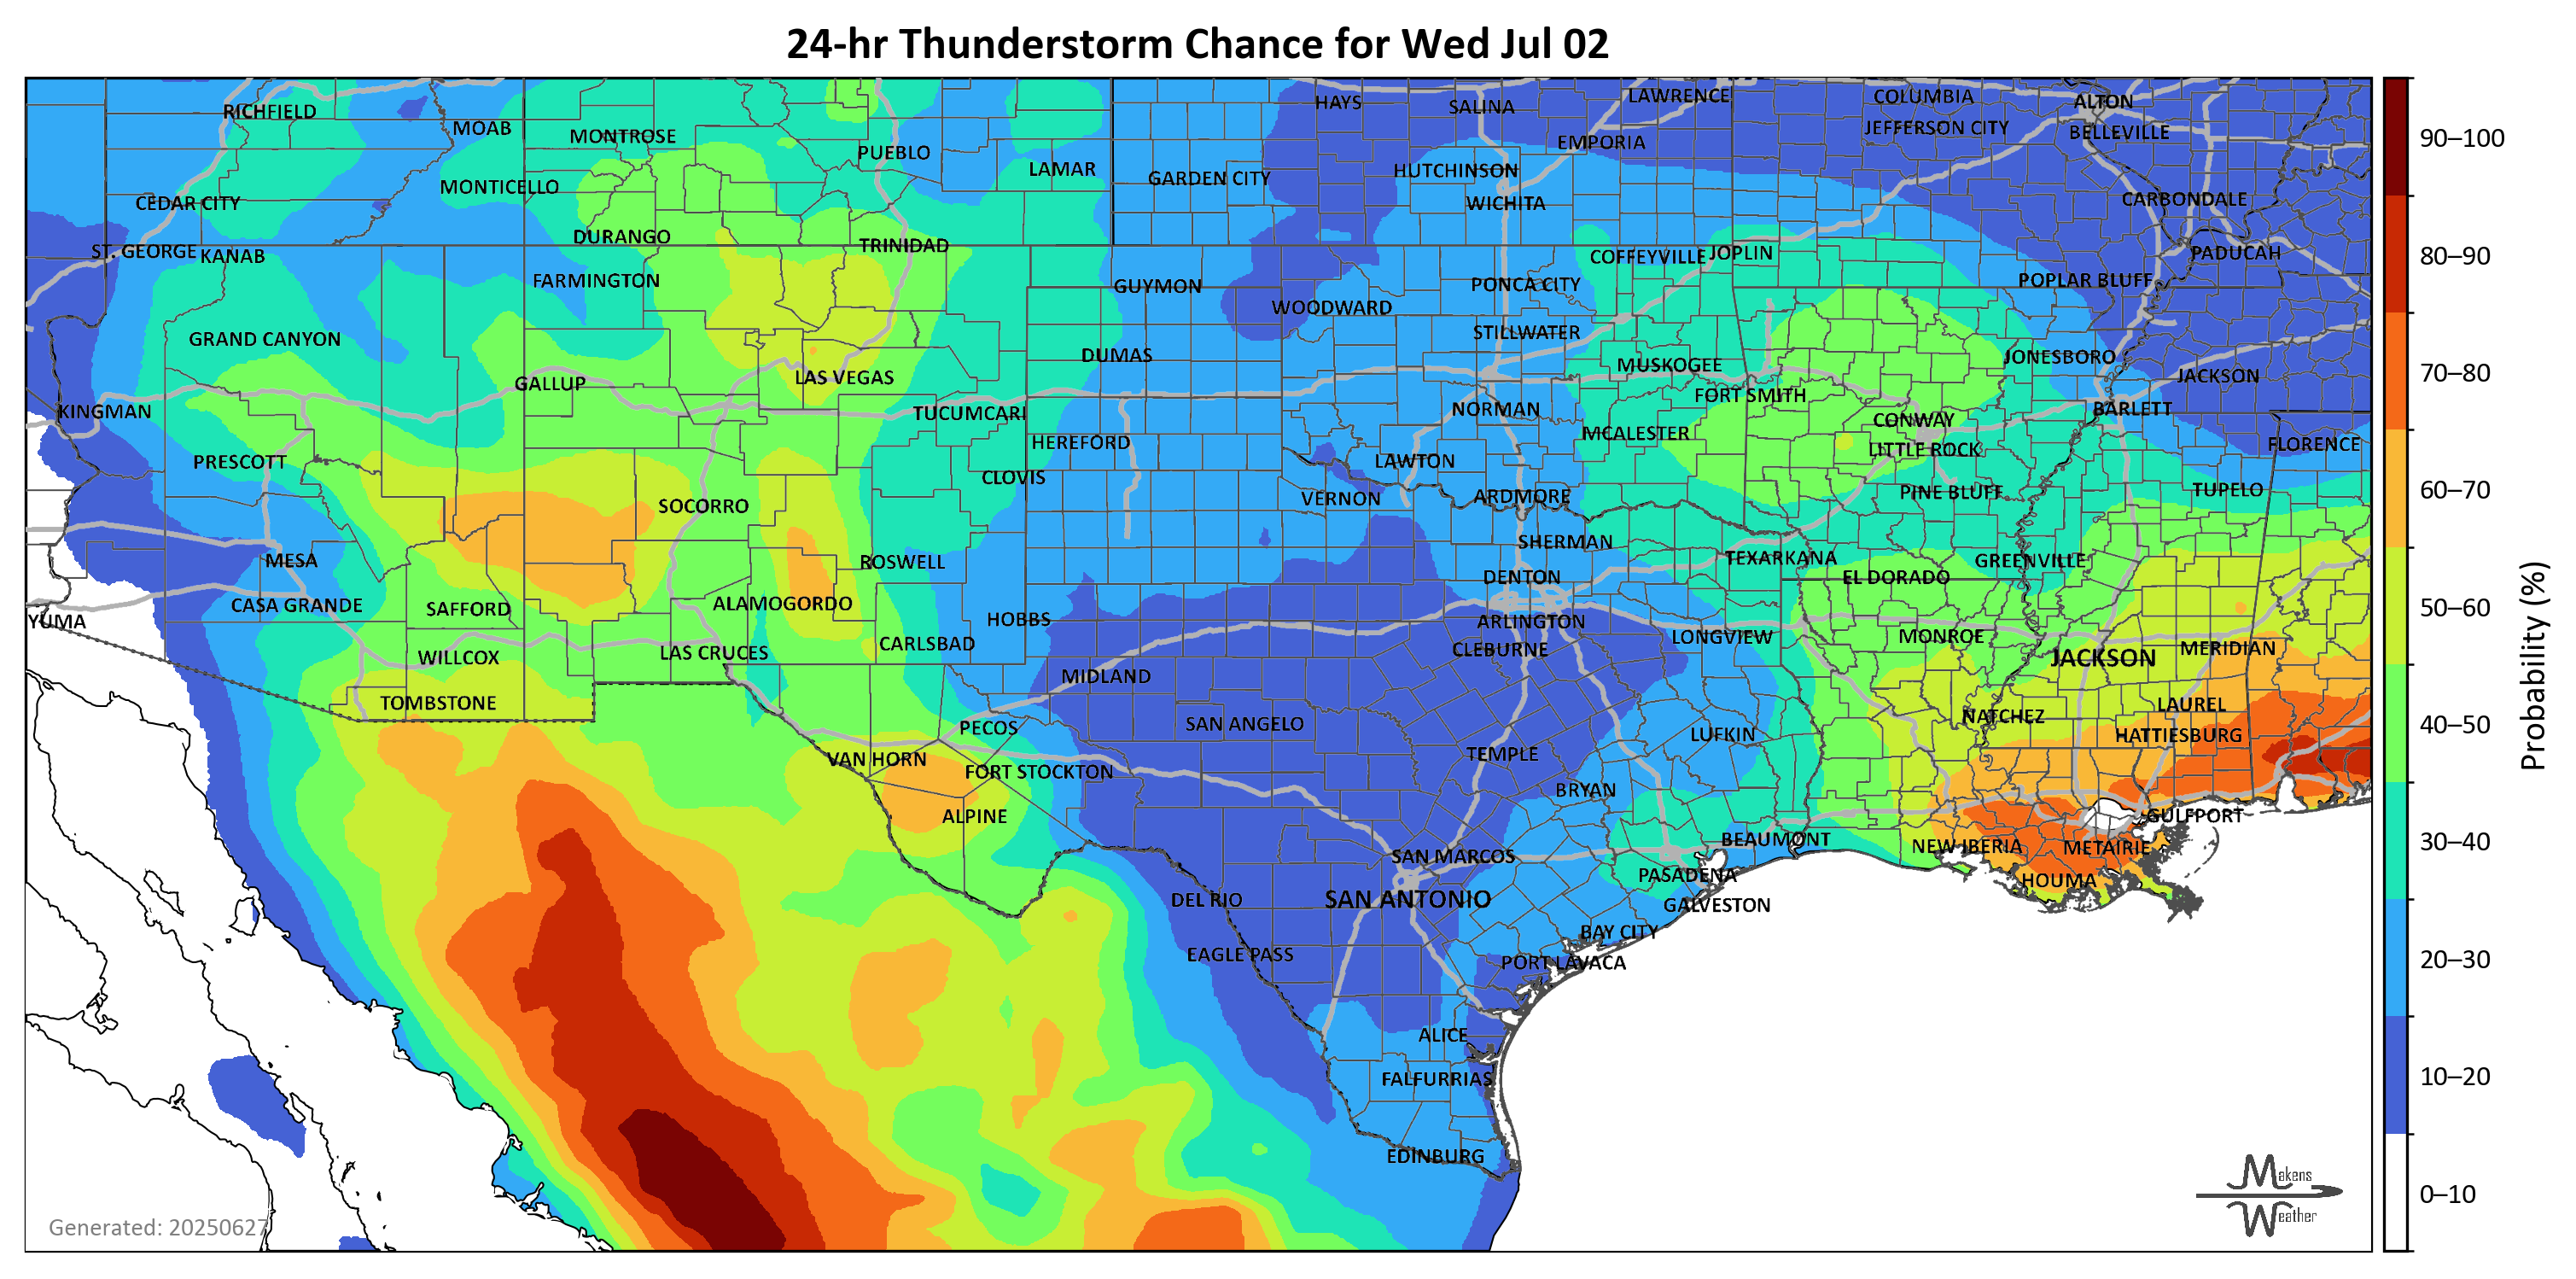 24-hr Thunderstorm Chance for Wed Jul 02
HAYS
SALINA
LAWRENCE
COLUMBIA
ALTON
RICHFIELD
MOAB
MONTROSE
PUEBLO
EMPORIA
JEFFERSON CITY
BELLEVILLE
90–100
LAMAR
GARDEN CITY
HUTCHINSON
MONTICELLO
CEDAR CITY
WICHITA
CARBONDALE
DURANGO
TRINIDAD
ST. GEORGE
KANAB
COFFEYVILLE
JOPLIN
PADUCAH
80–90
FARMINGTON
GUYMON
PONCA CITY
POPLAR BLUFF
WOODWARD
GRAND CANYON
STILLWATER
DUMAS
MUSKOGEE
JONESBORO
70–80
GALLUP
LAS VEGAS
JACKSON
KINGMAN
TUCUMCARI
NORMAN
FORT SMITH
CONWAY
BARLETT
HEREFORD
MCALESTER
LITTLE ROCK
FLORENCE
PRESCOTT
CLOVIS
LAWTON
SOCORRO
VERNON
ARDMORE
PINE BLUFF
TUPELO
60–70
MESA
ROSWELL
SHERMAN
TEXARKANA
GREENVILLE
DENTON
EL DORADO
CASA GRANDE
SAFFORD
ALAMOGORDO
50–60
YUMA
HOBBS
ARLINGTON
WILLCOX
LAS CRUCES
CARLSBAD
CLEBURNE
LONGVIEW
MONROE
JACKSON
MERIDIAN
Probability (%)
MIDLAND
TOMBSTONE
PECOS
SAN ANGELO
LUFKIN
NATCHEZ
LAUREL
40–50
VAN HORN
FORT STOCKTON
TEMPLE
HATTIESBURG
BRYAN
ALPINE
GULFPORT
SAN MARCOS
BEAUMONT
NEW IBERIA
METAIRIE
30–40
DEL RIO
SAN ANTONIO
PASADENA
HOUMA
GALVESTON
EAGLE PASS
BAY CITY
PORT LAVACA
20–30
ALICE
FALFURRIAS
10–20
EDINBURG
Makens
Weather
0–10
Generated: 20250627